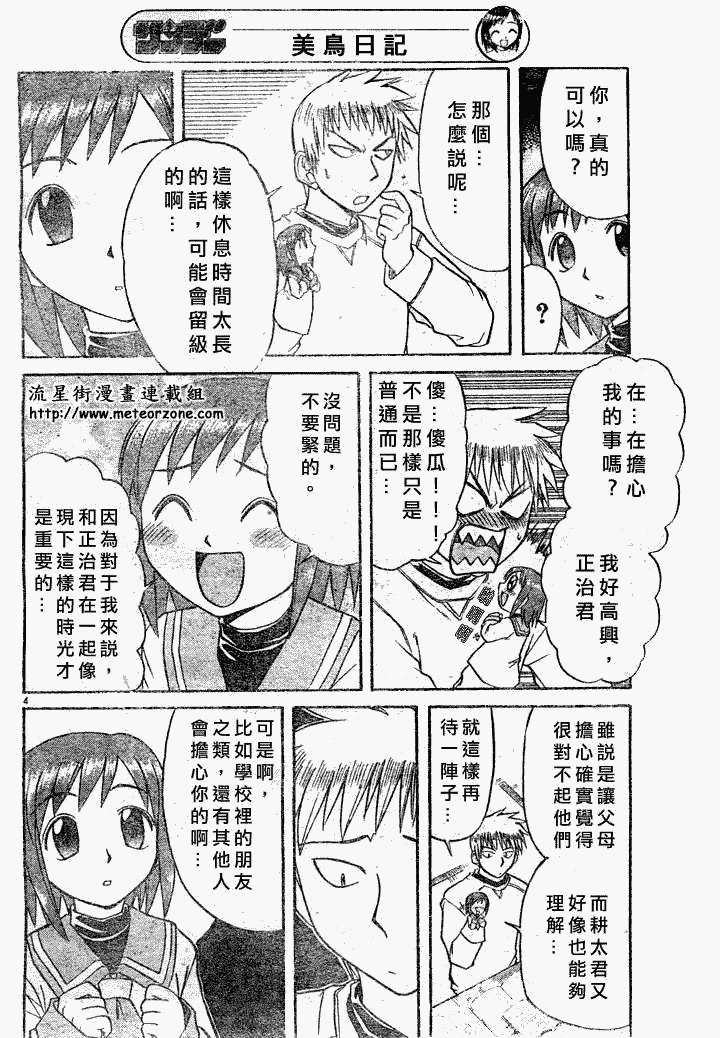 サンデー
美鳥日記
你，真的
可以嗎？
？
那個…
怎麼說呢…
這樣休息時間太長
的話，可能會留級
的啊…
在…在擔心
我的事嗎？
我好高興，
正治君
傻…傻瓜！！！
不是那樣只是
普通而已…
沒問題，
不要緊的。
因為對于我來說，
和正治君在一起像
現下這樣的時光才
是重要的…
流星街漫畫連載組
http://www.meteorzone.com
4
雖說是讓父母
擔心確實覺得
很對不起他們
而耕太君又
好像也能夠
理解…
就這樣再
待一陣子…
可是啊，
比如學校裡的朋友
之類，還有其他人
會擔心你的啊…